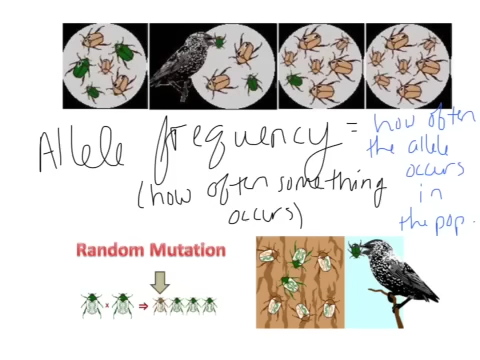 Allele frequency = how often
the allele
occurs
in
the pop.
(how often something
occurs)
Random Mutation
x